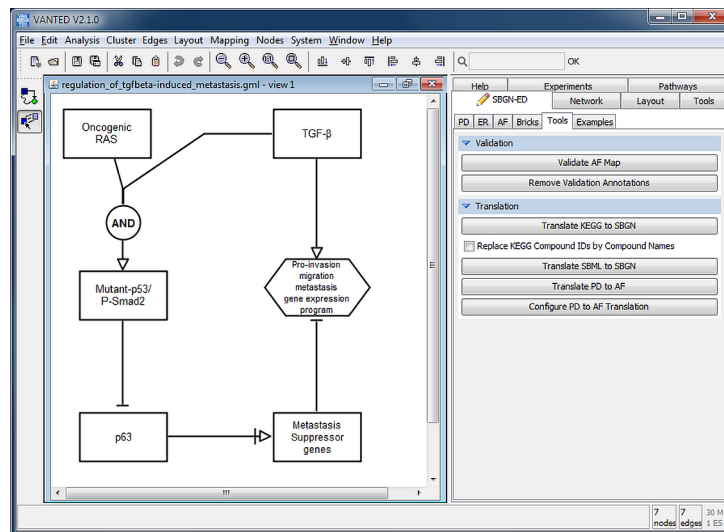 VANTED V2.1.0
File Edit Analysis Cluster Edges Layout Mapping Nodes System Window Help
OK
regulation_of_tgfbeta-induced_metastasis.gml - view 1
Oncogenic
RAS
TGF-β
AND
Pro-invasion
migration
metastasis
gene expression
program
Mutant-p53/
P-Smad2
p63
Metastasis
Suppressor
genes
Help Experiments Pathways
SBGN-ED Network Layout Tools
PD ER AF Bricks Tools Examples
Validation
Validate AF Map
Remove Validation Annotations
Translation
Translate KEGG to SBGN
Replace KEGG Compound IDs by Compound Names
Translate SBML to SBGN
Translate PD to AF
Configure PD to AF Translation
7 7 30 M
nodes edges 1 ES